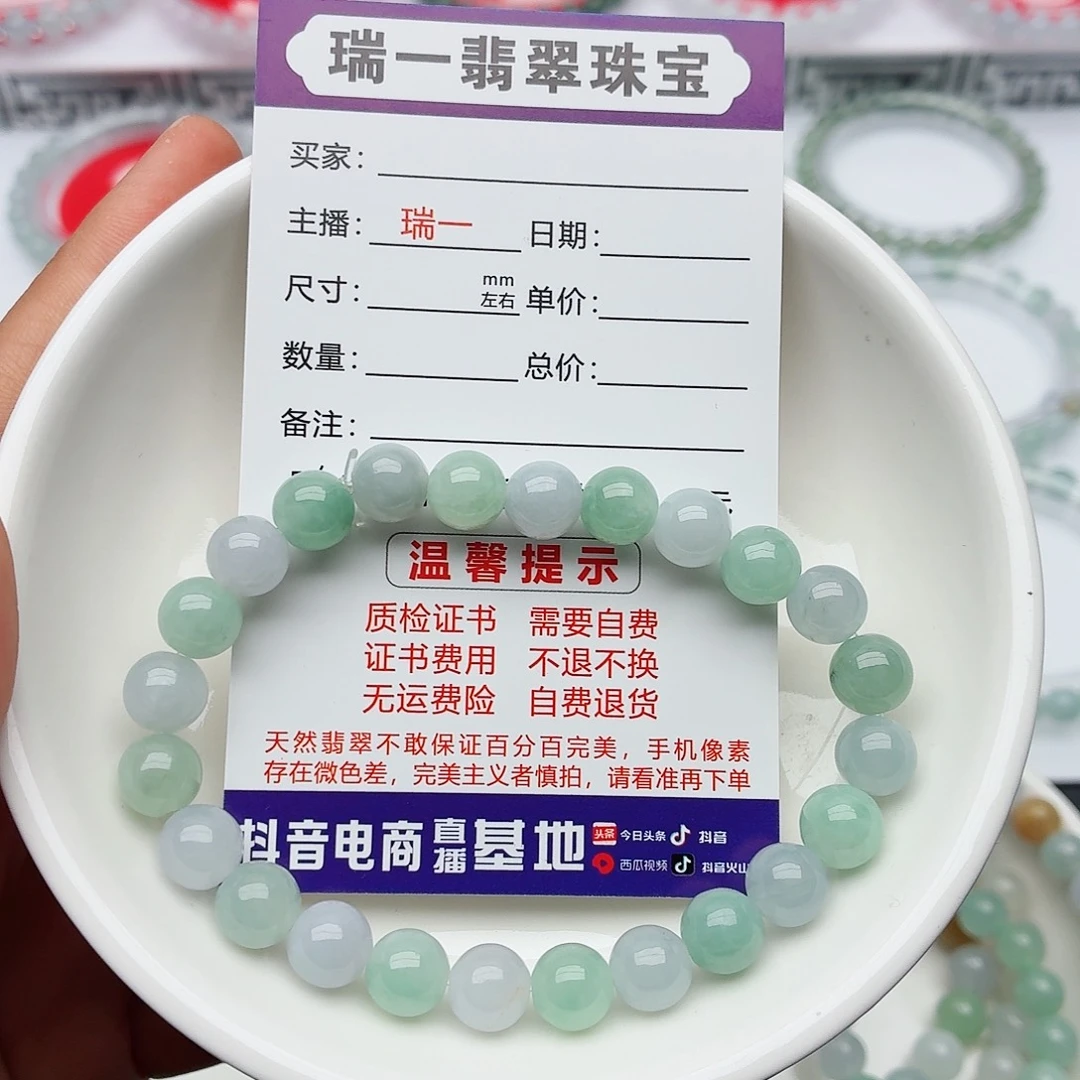 瑞一翡翠珠宝
买家：
主播：瑞一 日期：
尺寸： mm左右 单价：
数量： 总价：
备注：
温馨提示
质检证书 需要自费
证书费用 不退不换
无运费险 自费退货
天然翡翠不敢保证百分百完美，手机像素
存在微色差，完美主义者慎拍，请看准再下单
抖音电商直播基地 头条 今日头条 抖音
西瓜视频 抖音火山